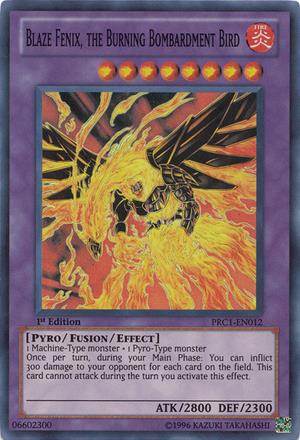 BLAZE FENIX, THE BURNING BOMBARDMENT BIRD
FIRE
炎
1st Edition
PRC1-EN012
[PYRO/FUSION/EFFECT]
1 Machine-Type monster + 1 Pyro-Type monster
Once per turn, during your Main Phase: You can inflict
300 damage to your opponent for each card on the field. This
card cannot attack during the turn you activate this effect.
ATK/2800 DEF/2300
06602300
©1996 KAZUKI TAKAHASHI